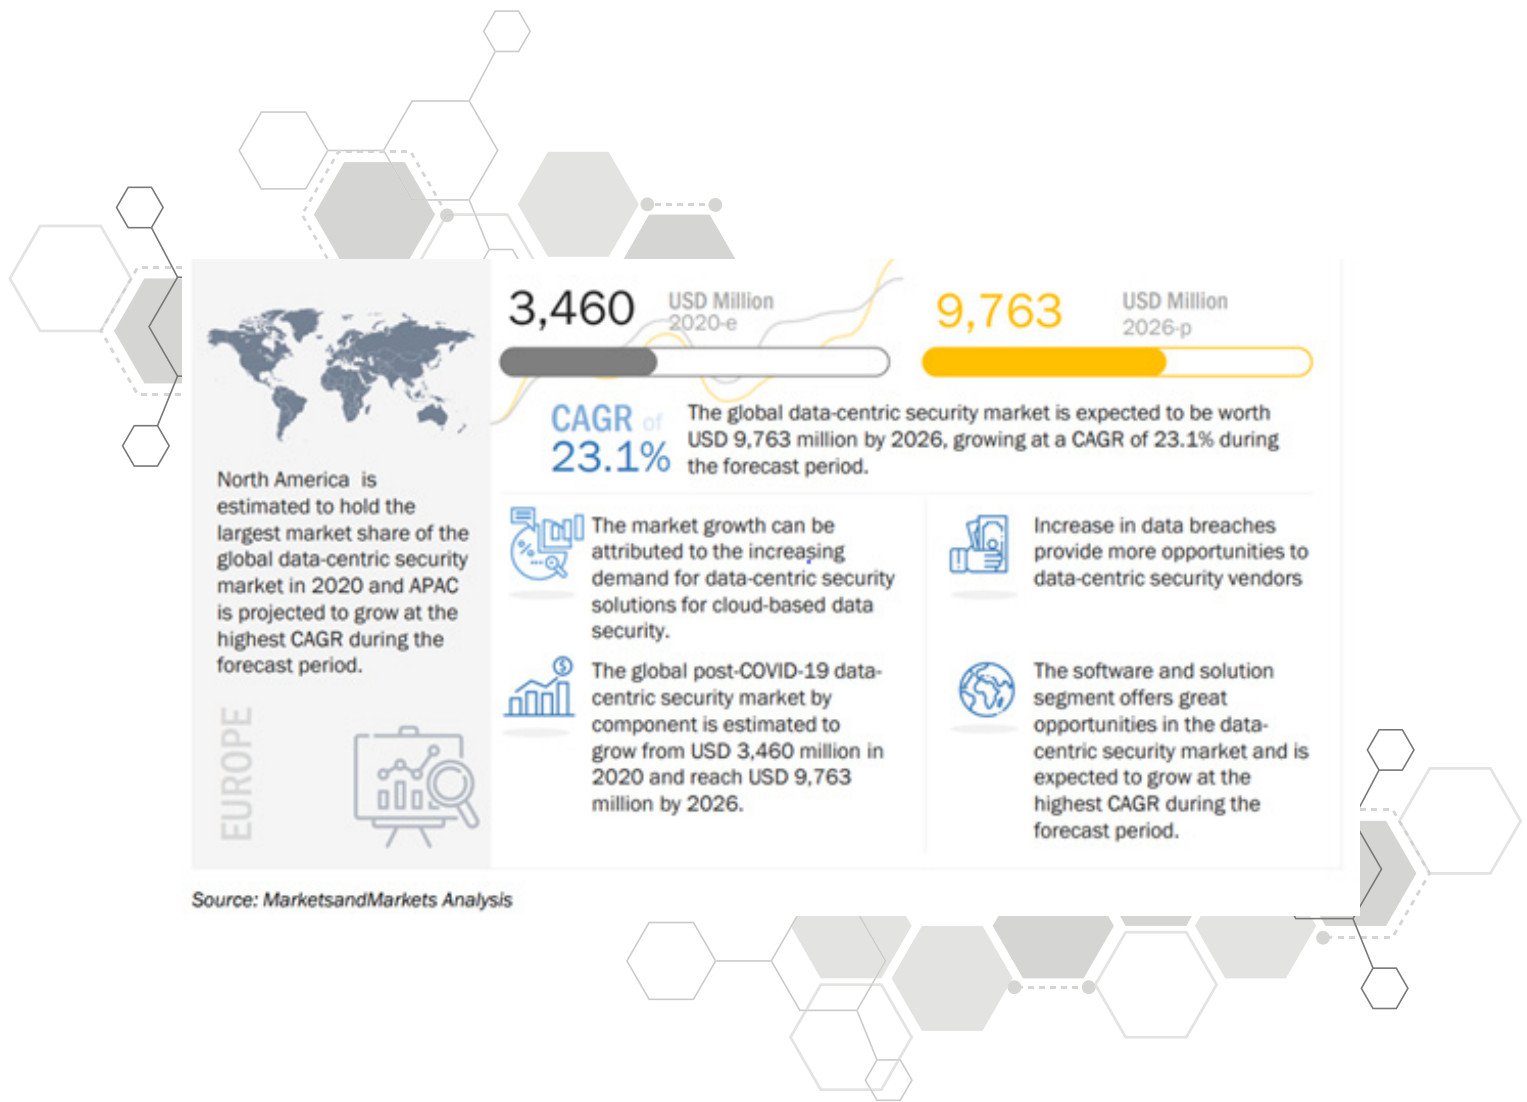 3,460
USD Million
2020-e
9,763
USD Million
2026-p
CAGR of
23.1%
The global data-centric security market is expected to be worth
USD 9,763 million by 2026, growing at a CAGR of 23.1% during
the forecast period.
North America is
estimated to hold the
largest market share of the
global data-centric security
market in 2020 and APAC
is projected to grow at the
highest CAGR during the
forecast period.
EUROPE
The market growth can be
attributed to the increasing
demand for data-centric security
solutions for cloud-based data
security.
Increase in data breaches
provide more opportunities to
data-centric security vendors
The global post-COVID-19 data-
centric security market by
component is estimated to
grow from USD 3,460 million in
2020 and reach USD 9,763
million by 2026.
The software and solution
segment offers great
opportunities in the data-
centric security market and is
expected to grow at the
highest CAGR during the
forecast period.
Source: MarketsandMarkets Analysis